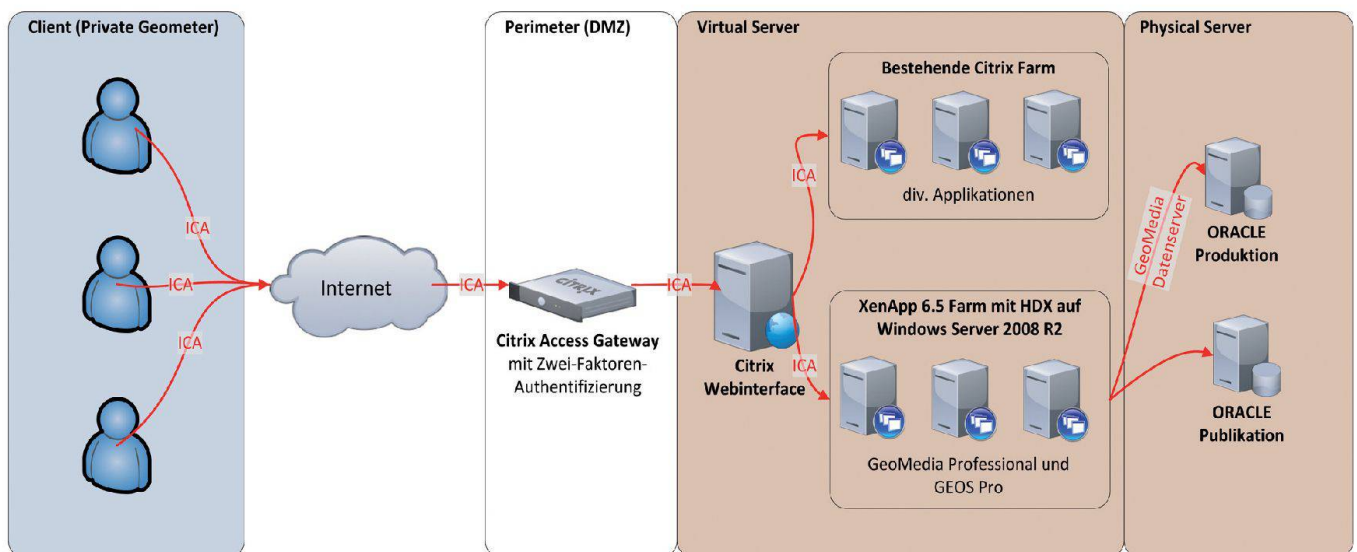 Client (Private Geometer)
ICA
ICA
ICA
Internet
ICA
Perimeter (DMZ)
CITRIX
Citrix Access Gateway
mit Zwei-Faktoren-
Authentifizierung
ICA
Virtual Server
Citrix
Webinterface
ICA
ICA
Bestehende Citrix Farm
div. Applikationen
XenApp 6.5 Farm mit HDX auf
Windows Server 2008 R2
GeoMedia Professional und
GEOS Pro
Physical Server
GeoMedia
Datenserver
ORACLE
Produktion
ORACLE
Publikation